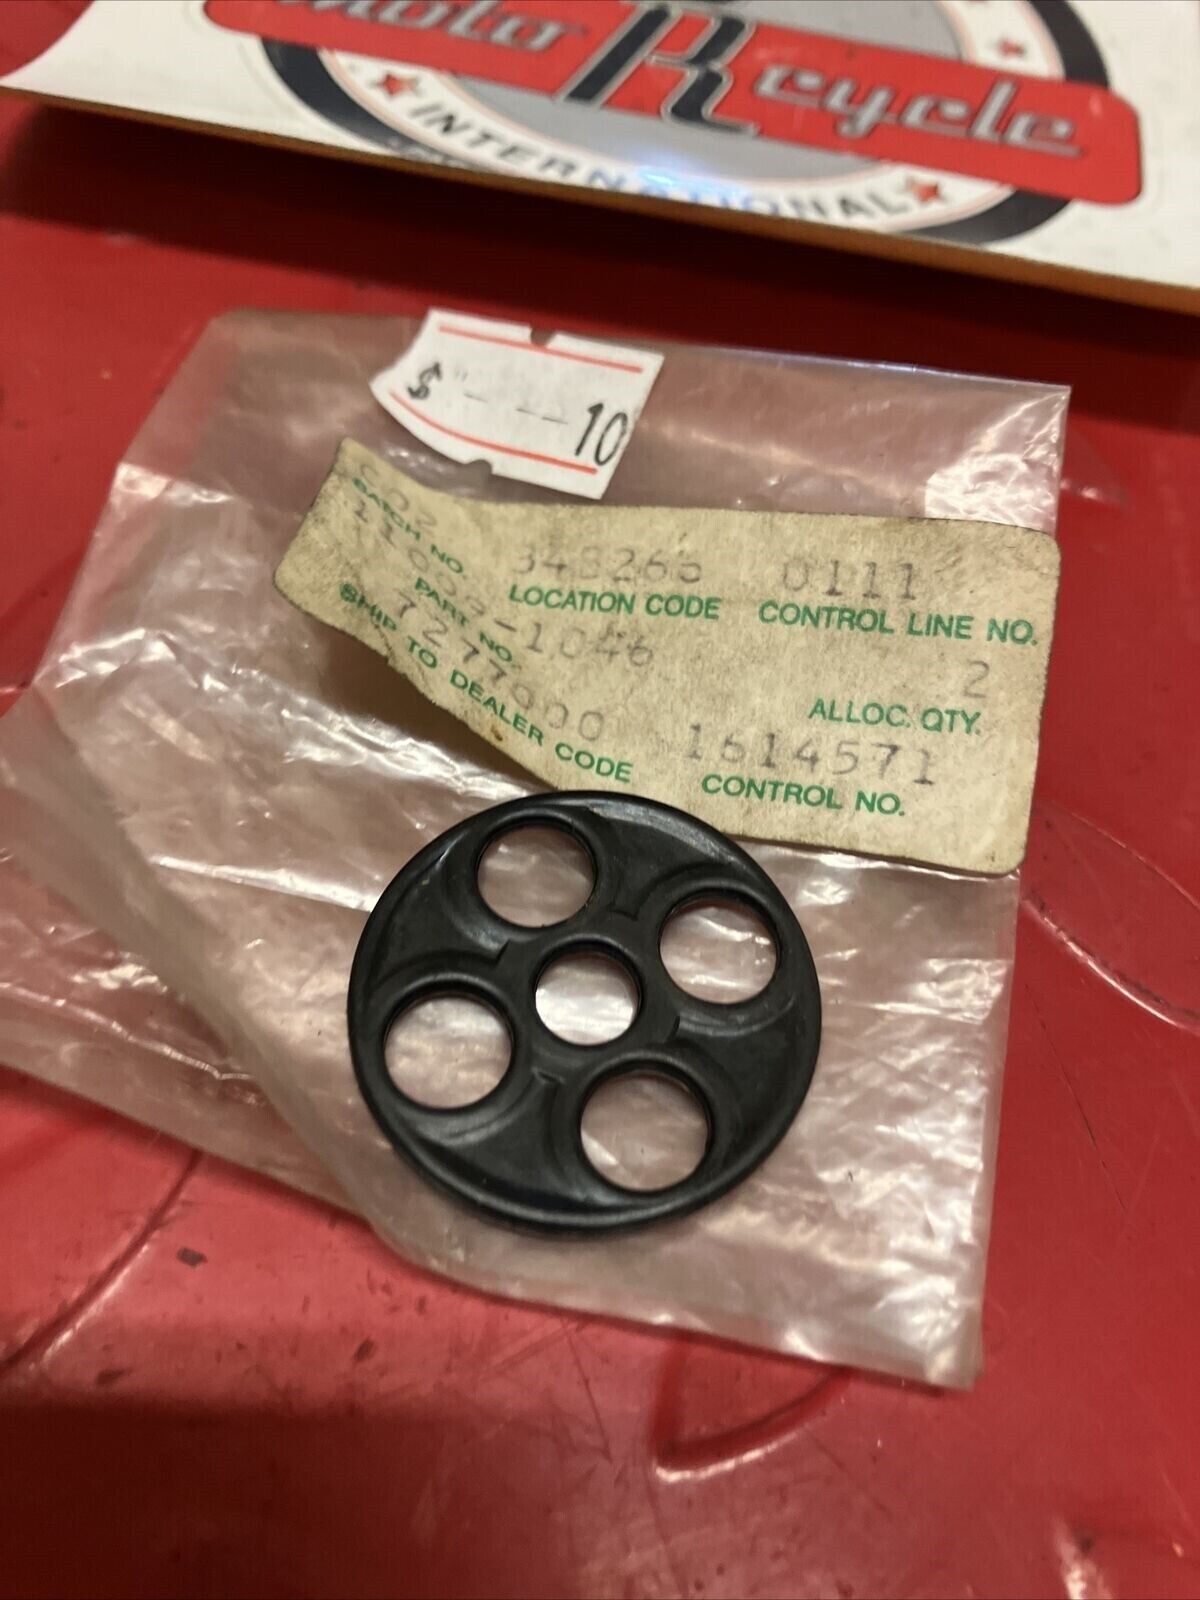 moto R cycle
INTERNATIONAL
$ 10
C02 348266 0111
BATCH NO. LOCATION CODE CONTROL LINE NO.
11009-1046 2
PART NO. ALLOC. QTY.
7277000 1614571
SHIP TO DEALER CODE CONTROL NO.